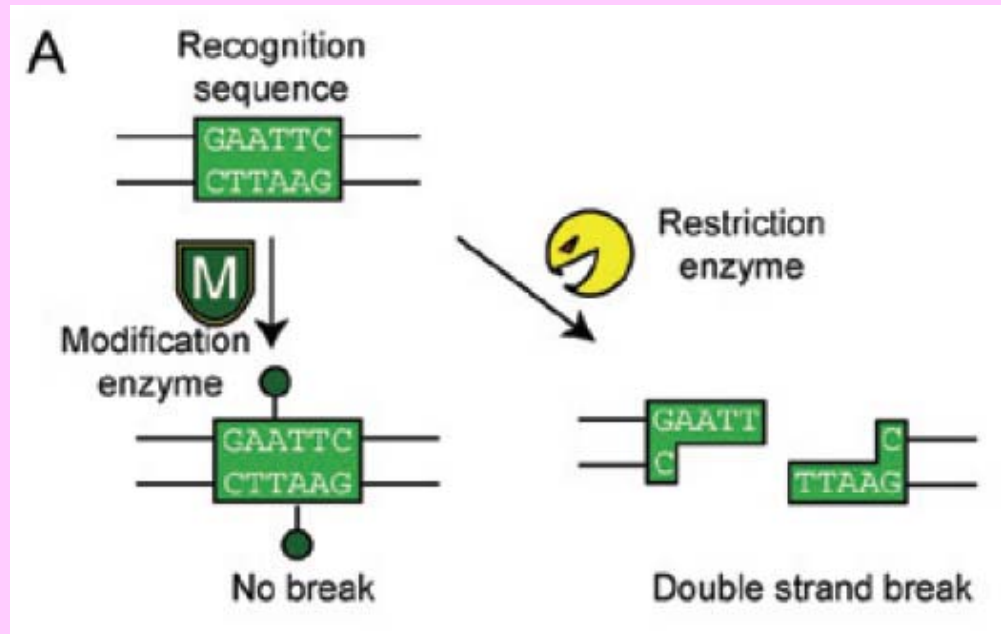 A
Recognition
sequence
GAATTC
CTTAAG
M
Modification
enzyme
Restriction
enzyme
GAATTC
CTTAAG
No break
GAATT
C
C
TTAAG
Double strand break